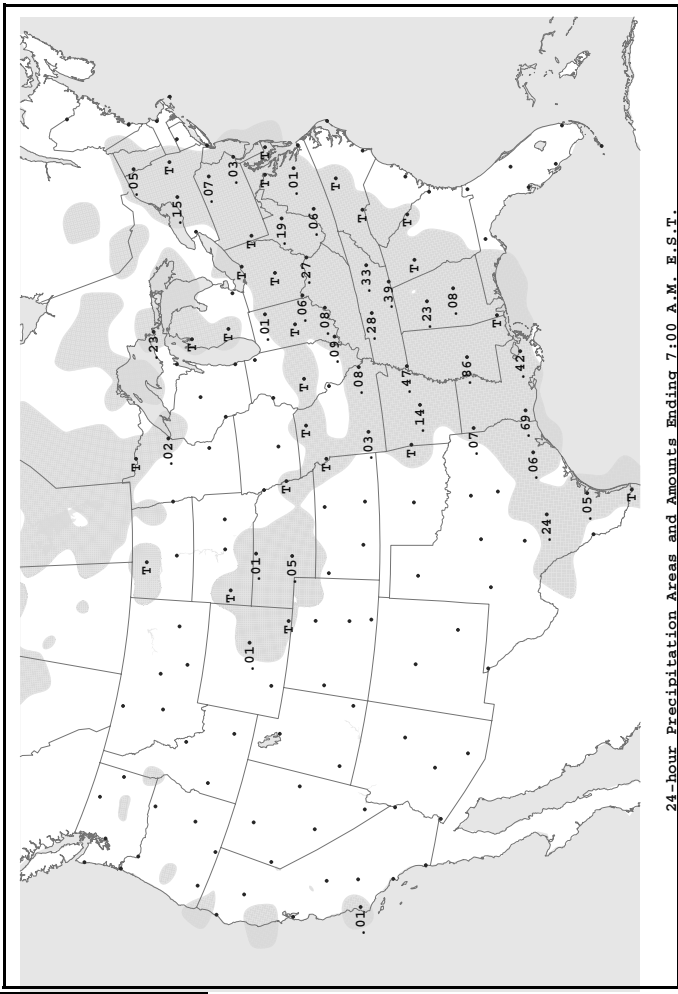 .05
T
T
.23
.02
T
.15
T
.07
T
T
.03
T
.01
T
.01
T
T
.01
T
.19
T
T
.05
.01
T
.06
T
T
.27
.06
.08
T
.09
T
.08
.01
T
.33
.03
.28
.39
.47
T
T
T
.14
.23
.08
.86
.07
T
.42
.69
.06
.24
.05
T
24-hour Precipitation Areas and Amounts Ending 7:00 A.M. E.S.T.